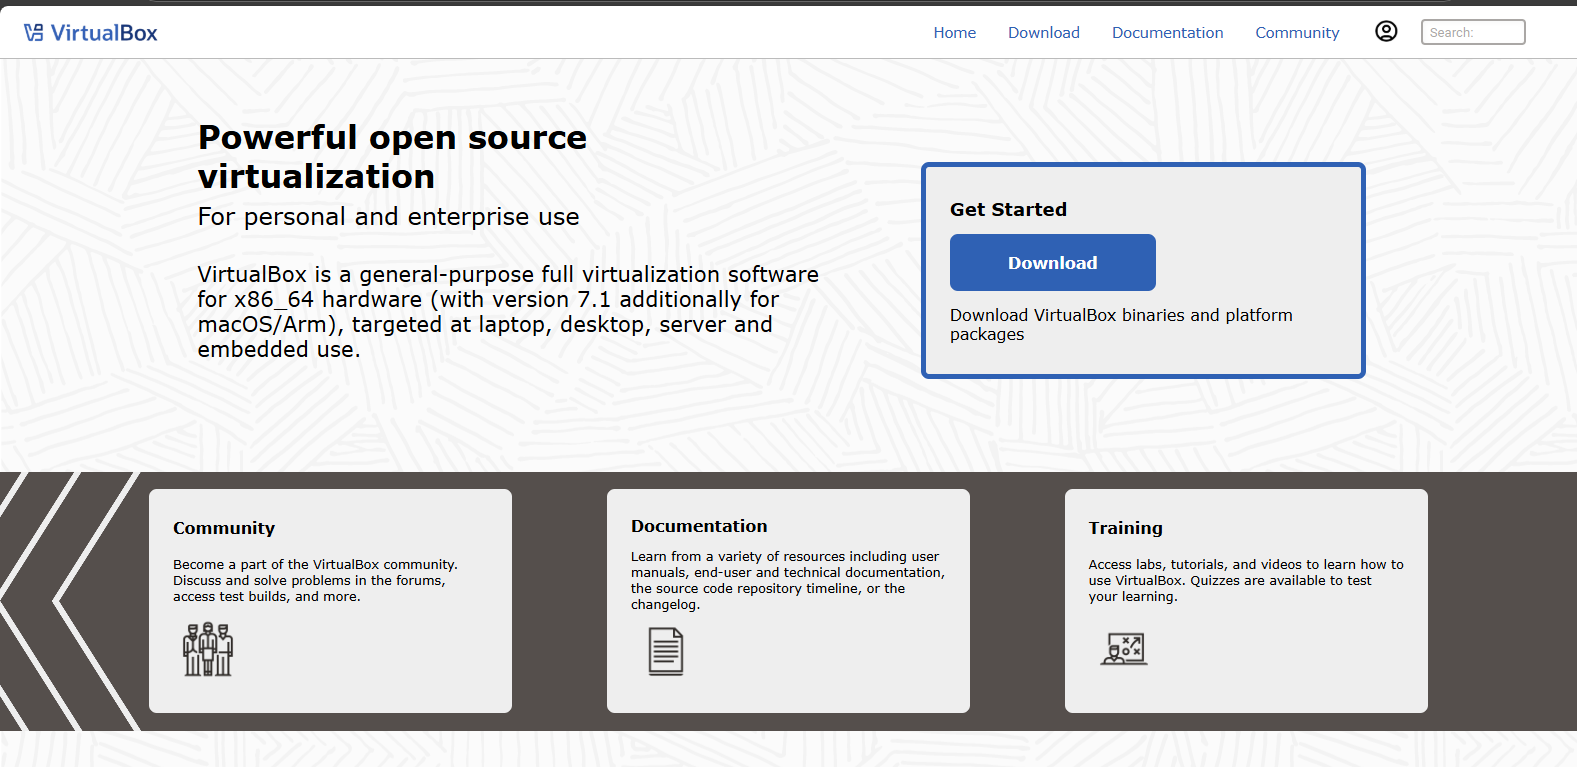 VirtualBox
Home Download Documentation Community Search:
Powerful open source
virtualization
For personal and enterprise use
VirtualBox is a general-purpose full virtualization software
for x86_64 hardware (with version 7.1 additionally for
macOS/Arm), targeted at laptop, desktop, server and
embedded use.
Get Started
Download
Download VirtualBox binaries and platform
packages
Community
Become a part of the VirtualBox community.
Discuss and solve problems in the forums,
access test builds, and more.
Documentation
Learn from a variety of resources including user
manuals, end-user and technical documentation,
the source code repository timeline, or the
changelog.
Training
Access labs, tutorials, and videos to learn how to
use VirtualBox. Quizzes are available to test
your learning.